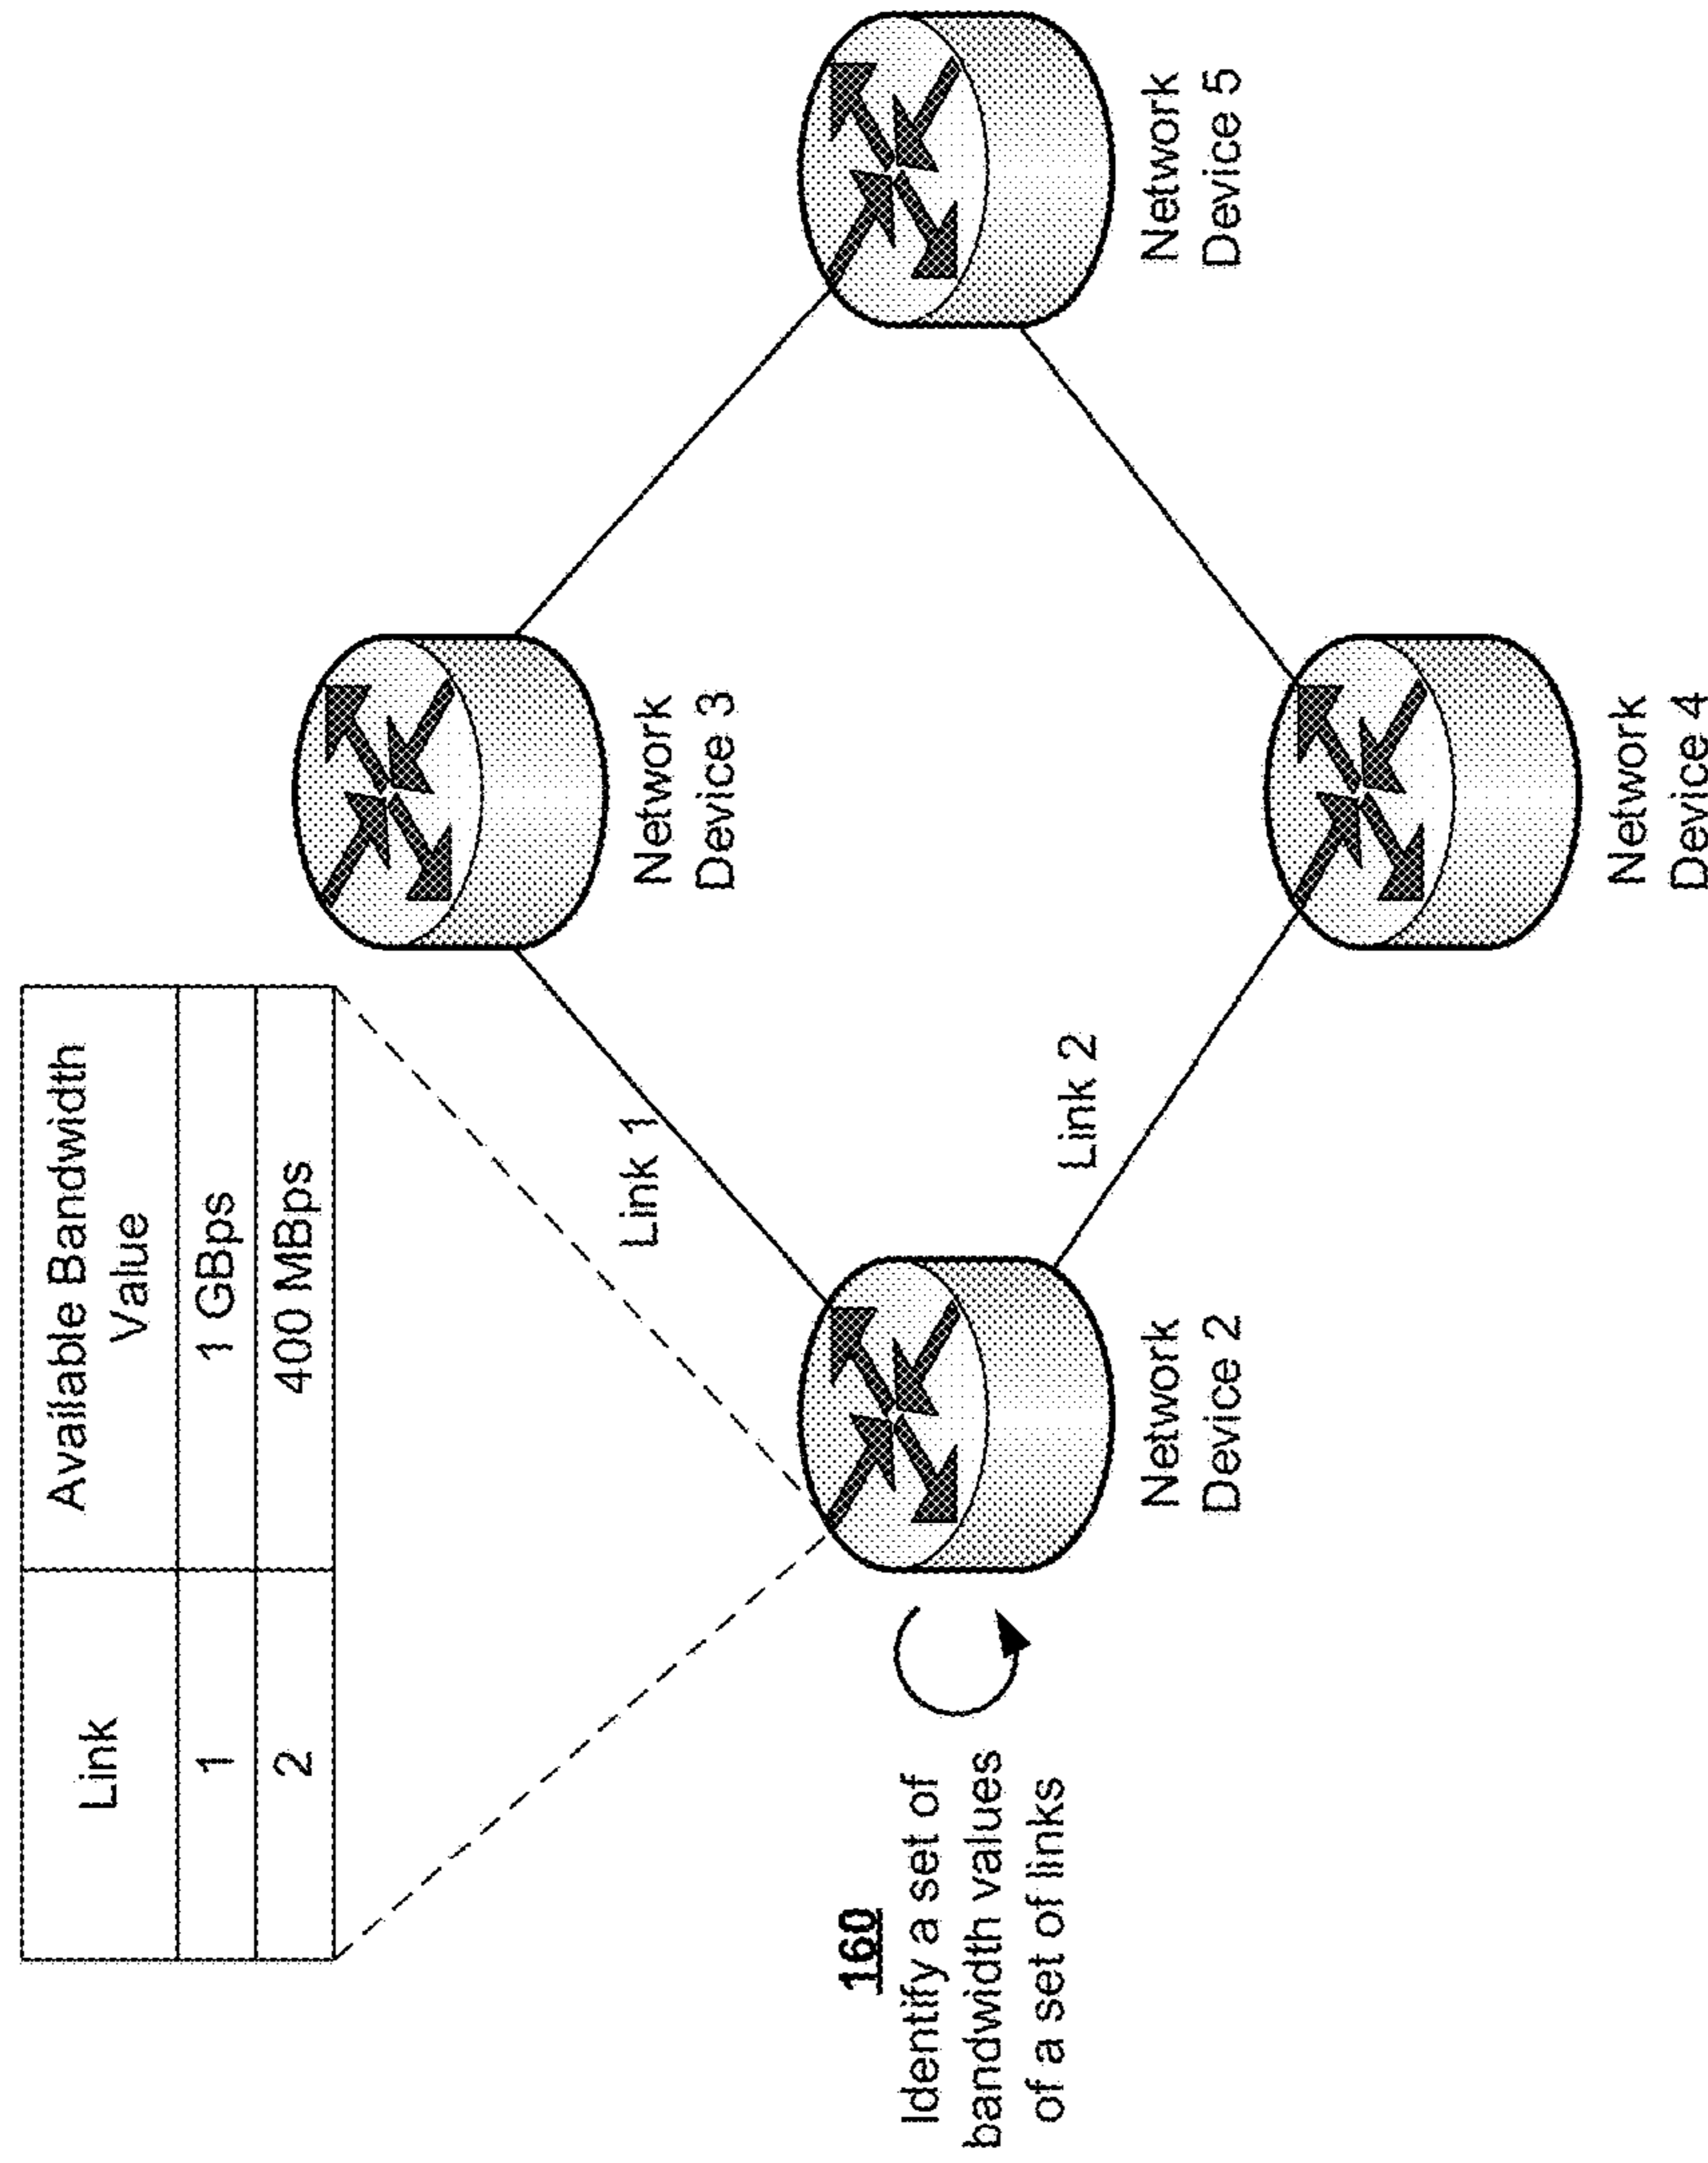 Link
Available Bandwidth
Value
1
1 GBps
2
400 MBps
Link 1
Network
Device 3
160
Identify a set of
bandwidth values
of a set of links
Network
Device 2
Link 2
Network
Device 5
Network
Device 4